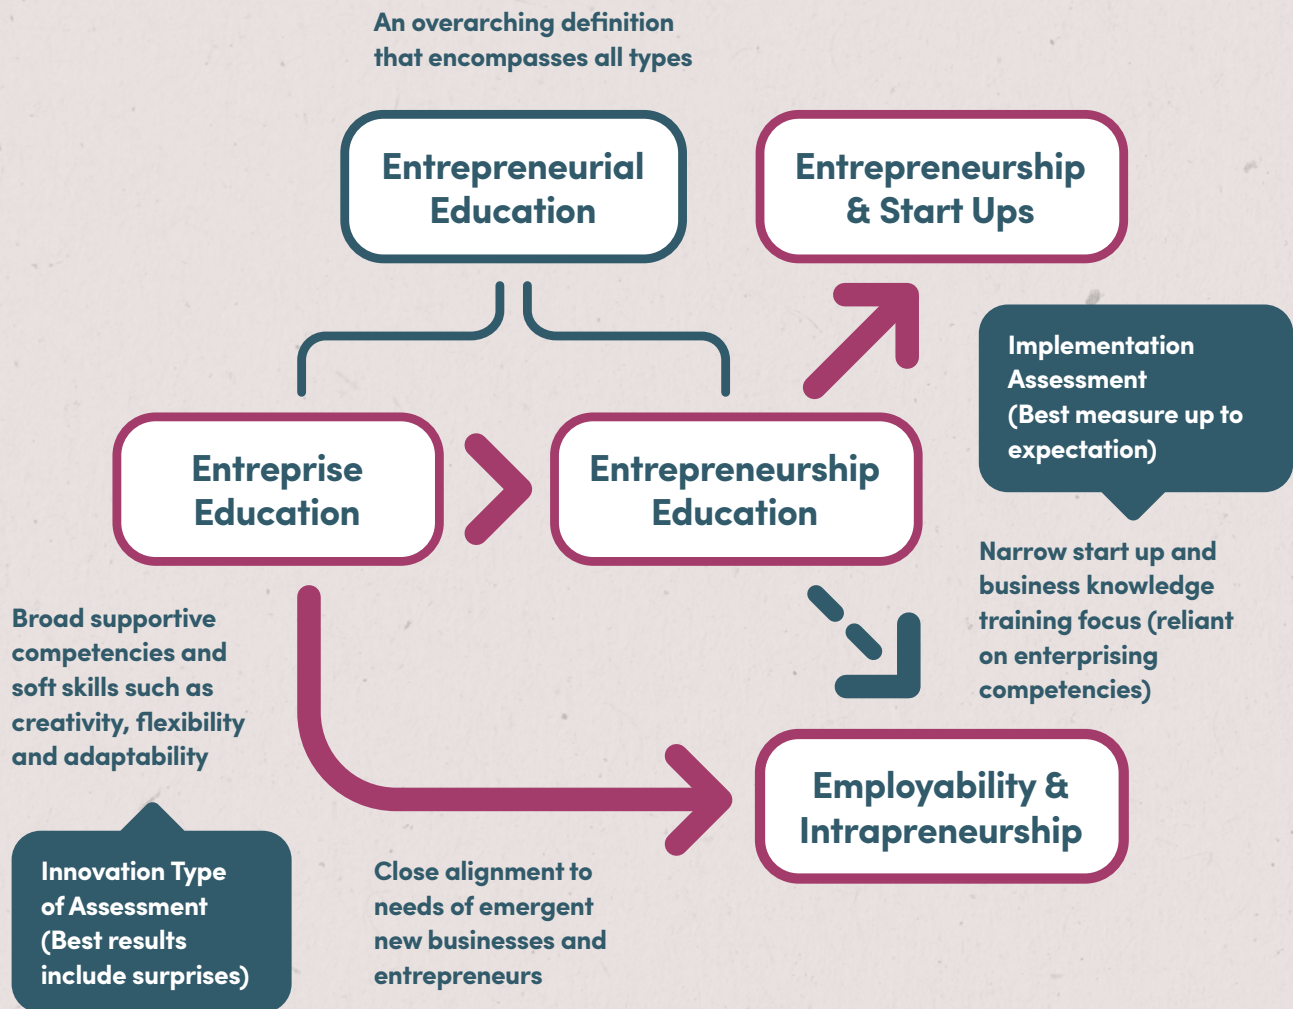 An overarching definition
that encompasses all types
Entrepreneurial
Education
Entrepreneurship
& Start Ups
Implementation
Assessment
(Best measure up to
expectation)
Entreprise
Education
Entrepreneurship
Education
Narrow start up and
business knowledge
training focus (reliant
on enterprising
competencies)
Broad supportive
competencies and
soft skills such as
creativity, flexibility
and adaptability
Employability &
Intrapreneurship
Innovation Type
of Assessment
(Best results
include surprises)
Close alignment to
needs of emergent
new businesses and
entrepreneurs